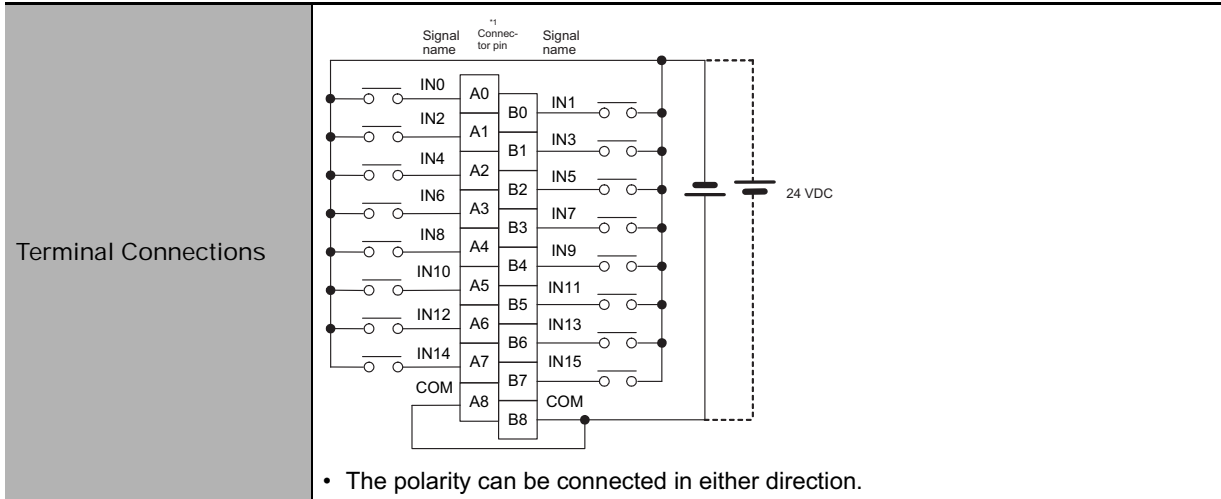 Terminal Connections
*1
Signal name
Connec-
tor pin
Signal name
IN0
A0
B0
IN1
IN2
A1
B1
IN3
IN4
A2
B2
IN5
IN6
A3
B3
IN7
IN8
A4
B4
IN9
IN10
A5
B5
IN11
IN12
A6
B6
IN13
IN14
A7
B7
IN15
COM
A8
B8
COM
24 VDC
• The polarity can be connected in either direction.